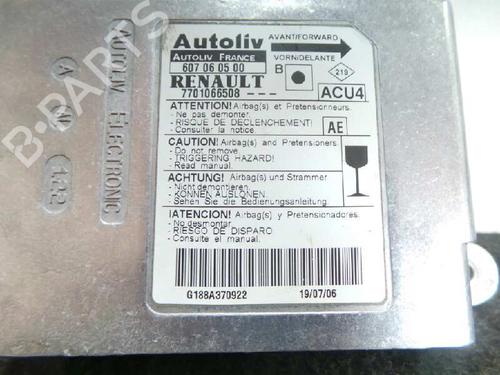 Autoliv
AVANT/FORWARD
AUTOLIV FRANCE
VORN/DELANTE
607 06 05 00
B
219
RENAULT
7701066508 ---
ACU4
ATTENTION! Airbag(s) et Pretensionneurs.
- Ne pas demonter.
- RISQUE DE DECLENCHEMENT!
- Consulter la notice.
AE
CAUTION! Airbag(s) and Pretensioners
- Do not remove.
- TRIGGERING HAZARD!
- Read manual.
ACHTUNG! Airbag(s) und Strammer
- Nicht demontieren.
- KÖNNEN AUSLÖSEN.
- Sehen Sie die Bedienungsanleitung.
¡ATENCION! Airbag(s) y Pretensionadores.
- No desmontar
- RIESGO DE DISPARO
- Consulte el manual.
G188A370922
19/07/06
AUTOLIV ELECTRONIC
A
132
B-PARTS